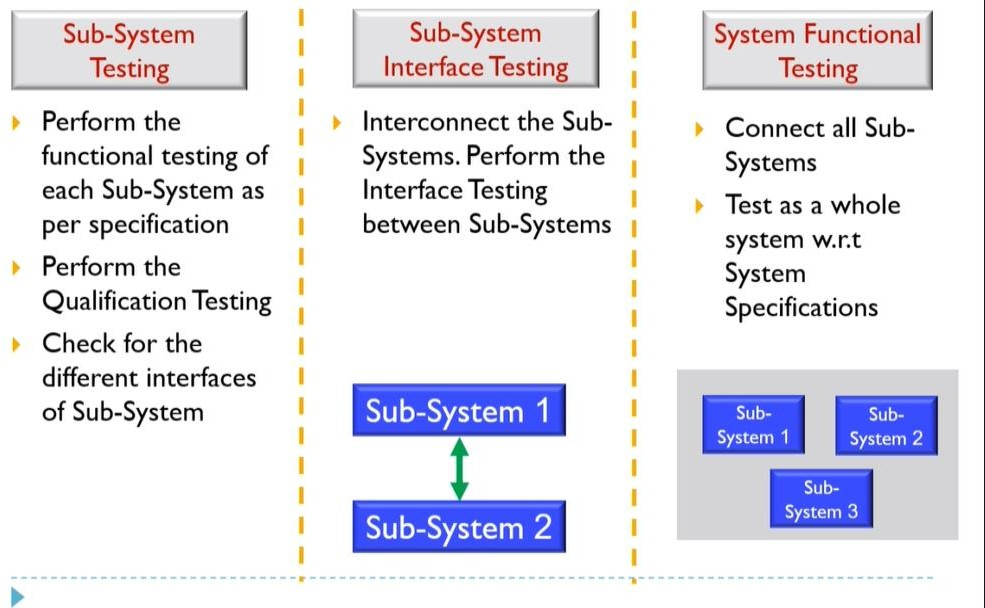 Sub-System
Testing
Perform the
functional testing of
each Sub-System as
per specification
Perform the
Qualification Testing
Check for the
different interfaces
of Sub-System
Sub-System
Interface Testing
Interconnect the Sub-
Systems. Perform the
Interface Testing
between Sub-Systems
Sub-System 1
Sub-System 2
System Functional
Testing
Connect all Sub-
Systems
Test as a whole
system w.r.t
System
Specifications
Sub-
System 1
Sub-
System 2
Sub-
System 3